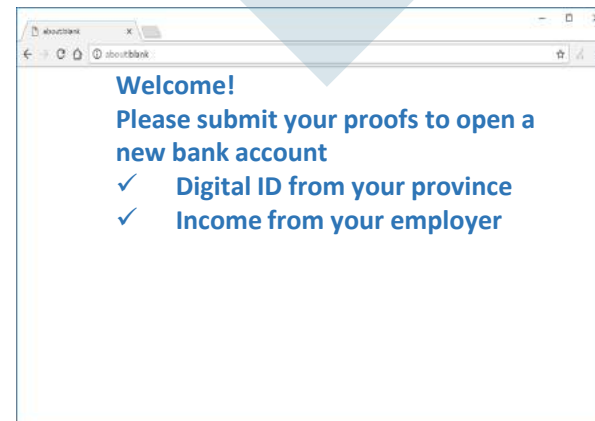 about:blank
about:blank
Welcome!
Please submit your proofs to open a
new bank account
✓ Digital ID from your province
✓ Income from your employer